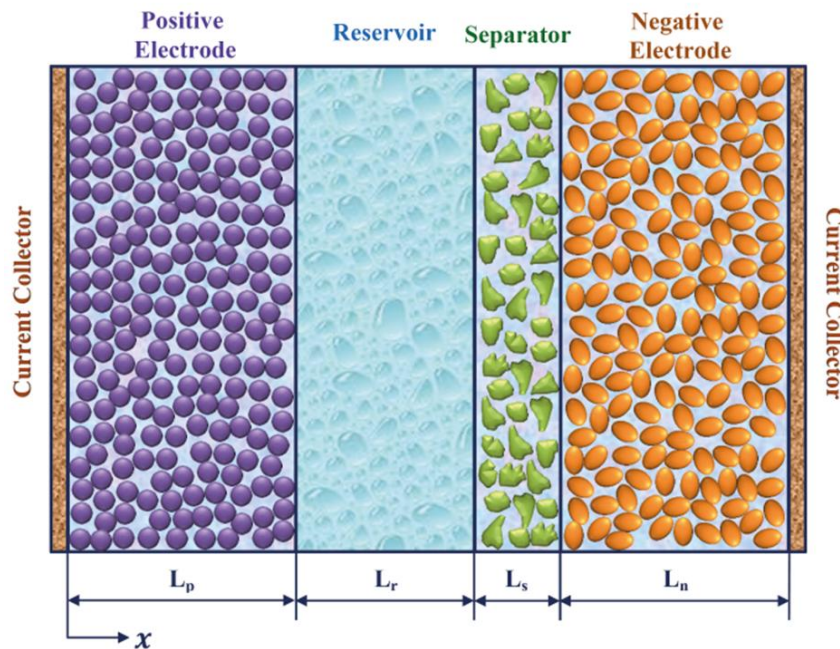 Positive
Electrode
Reservoir
Separator
Negative
Electrode
Current Collector
Current Collector
Lp
Lr
Ls
Ln
x